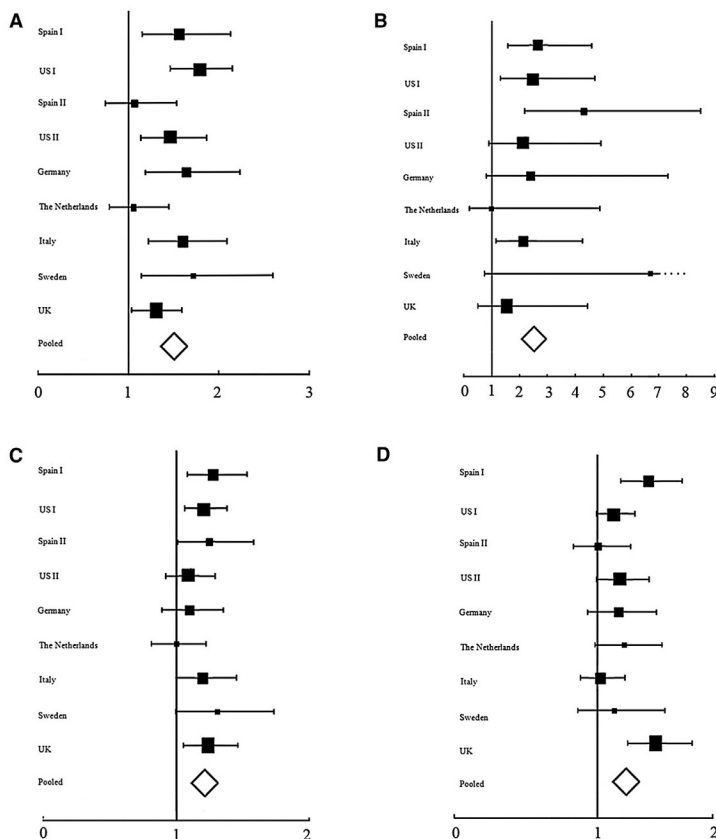 A
Spain I
US I
Spain II
US II
Germany
The Netherlands
Italy
Sweden
UK
Pooled
0 1 2 3
B
Spain I
US I
Spain II
US II
Germany
The Netherlands
Italy
Sweden
UK
Pooled
0 1 2 3 4 5 6 7 8 9
C
Spain I
US I
Spain II
US II
Germany
The Netherlands
Italy
Sweden
UK
Pooled
0 1 2
D
Spain I
US I
Spain II
US II
Germany
The Netherlands
Italy
Sweden
UK
Pooled
0 1 2